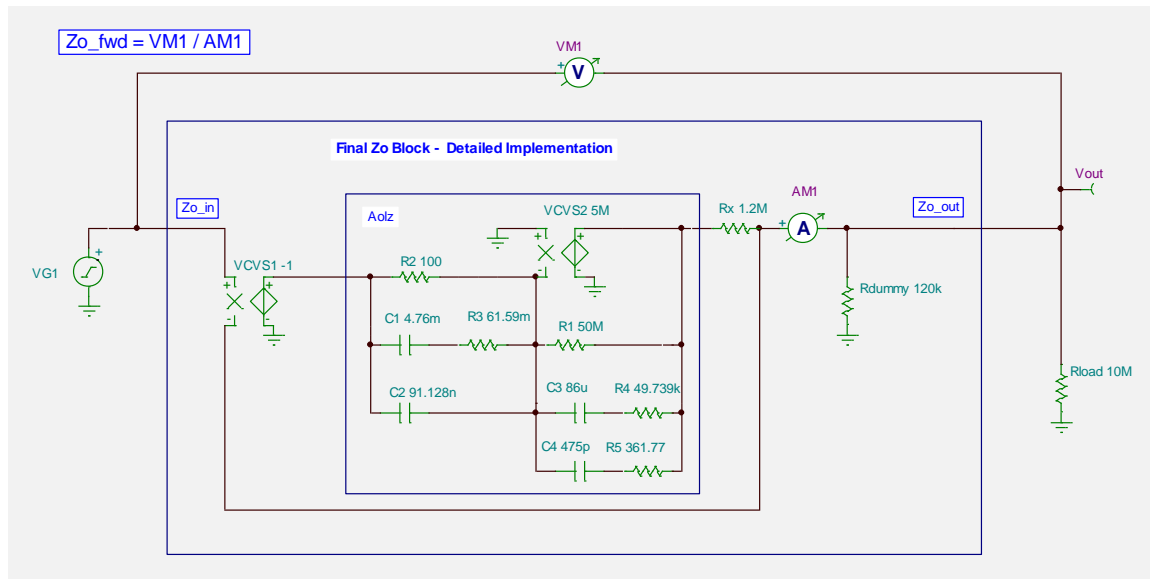 Zo_fwd = VM1 / AM1
VM1
+
V
Final Zo Block - Detailed Implementation
Vout
AM1
Zo_in
Zo_out
Aolz
VCVS2 5M
Rx 1.2M
+
-
+
+
A
VG1
+
VCVS1 -1
+
-
+
R2 100
Rdummy 120k
C1 4.76m
R3 61.59m
R1 50M
C2 91.128n
C3 86u
R4 49.739k
Rload 10M
C4 475p
R5 361.77